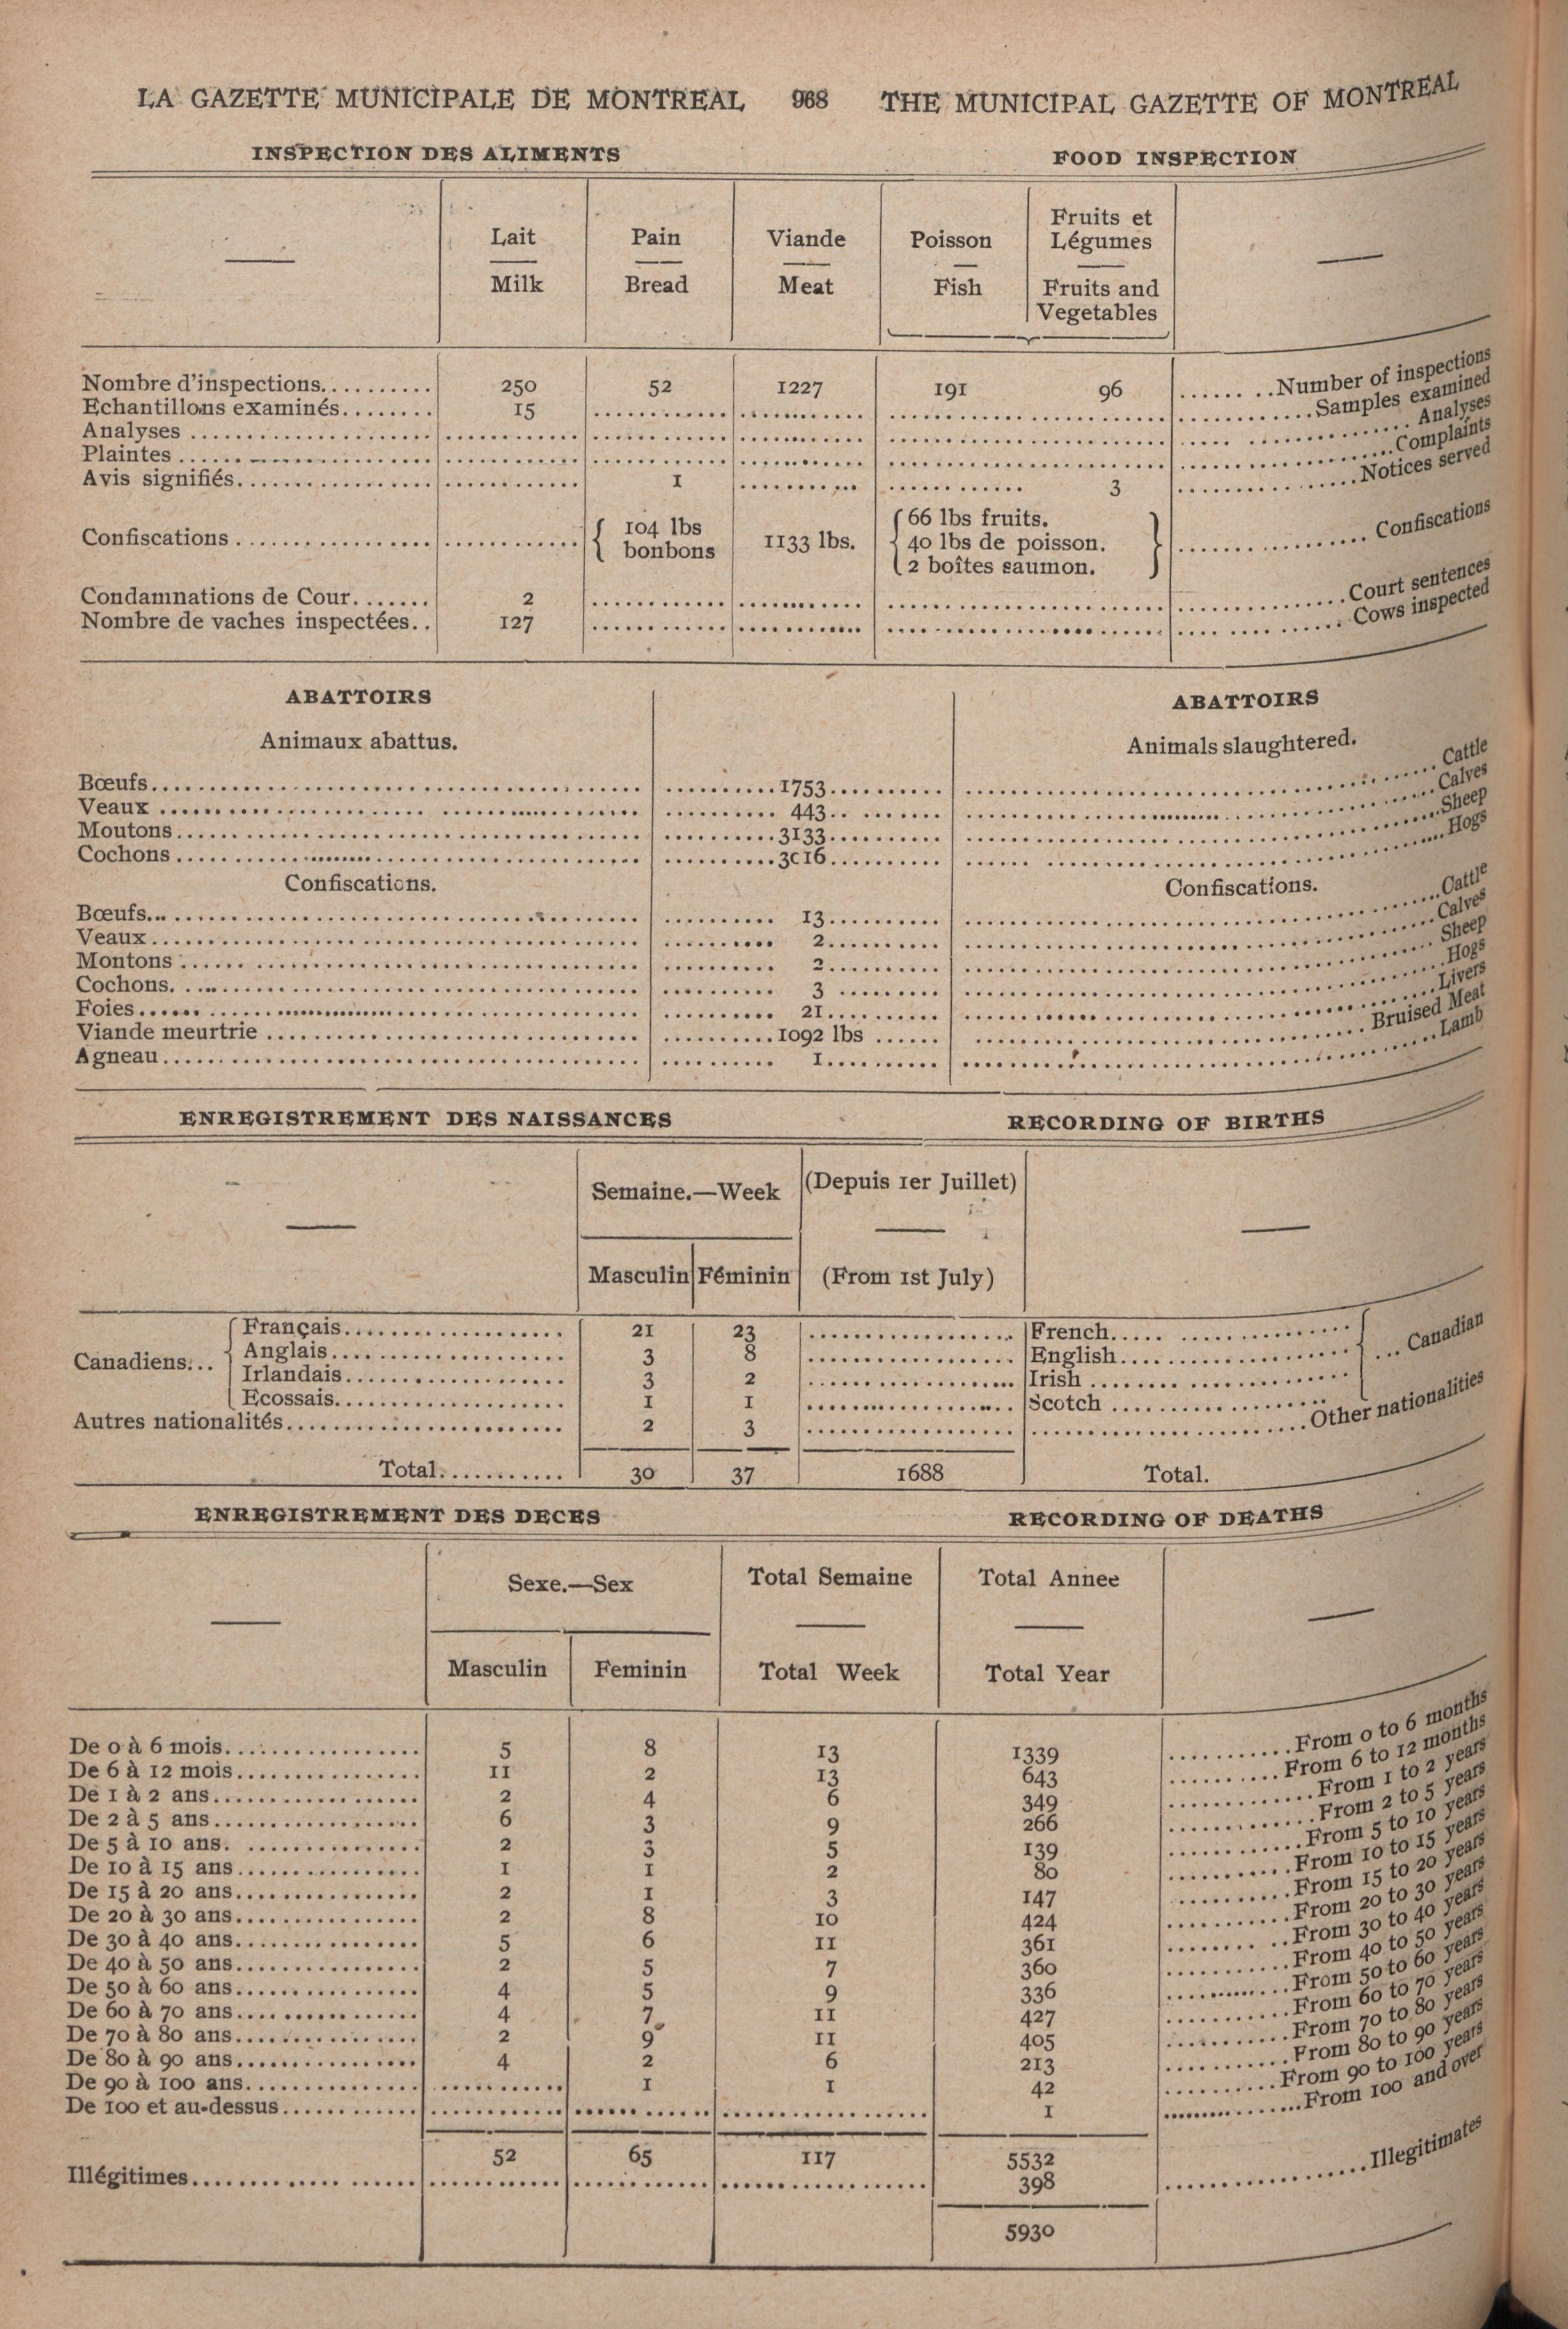 LA GAZETTE MUNICIPALE DE MONTREAL 968 THE MUNICIPAL GAZETTE OF MONTREAL
INSPECTION DES ALIMENTS FOOD INSPECTION
Lait Pain Viande Poisson Fruits et Légumes
Milk Bread Meat Fish Fruits and Vegetables
Nombre d'inspections.......... 250 52 1227 191 96 ........Number of inspections
Echantillons examinés........ 15 ............Samples examined
Analyses ..................... Analyses
Plaintes ..................... Complaints
Avis signifiés................. 1 3 ................Notices served
Confiscations ................. { 104 lbs bonbons 1133 lbs. { 66 lbs fruits. 40 lbs de poisson. 2 boîtes saumon. } ................ Confiscations
Condamnations de Cour....... 2 ...............Court sentences
Nombre de vaches inspectées.. 127 ............... Cows inspected
ABATTOIRS ABATTOIRS
Animaux abattus. Animals slaughtered.
Bœufs.......... 1753.......... Cattle
Veaux .......... 443.......... Calves
Moutons.......... 3133.......... Sheep
Cochons.......... 3016.......... Hogs
Confiscations. Confiscations.
Bœufs.......... 13.......... Cattle
Veaux.......... 2.......... Calves
Montons .......... 2.......... Sheep
Cochons.......... 3 .......... Hogs
Foies.......... 21.......... Livers
Viande meurtrie .......... 1092 lbs .......... Bruised Meat
Agneau.......... 1.......... Lamb
ENREGISTREMENT DES NAISSANCES RECORDING OF BIRTHS
Semaine.—Week (Depuis 1er Juillet)
Masculin Féminin (From 1st July)
Canadiens... { Français.......... 21 23 .......... French.......... } ... Canadian
Anglais.......... 3 8 .......... English..........
Irlandais.......... 3 2 .......... Irish ..........
Ecossais.......... 1 1 .......... Scotch ..........
Autres nationalités.......... 2 3 .......... Other nationalities
Total........... 30 37 1688 Total.
ENREGISTREMENT DES DECES RECORDING OF DEATHS
Sexe.—Sex Total Semaine Total Annee
Masculin Feminin Total Week Total Year
De 0 à 6 mois.......... 5 8 13 1339 ..........From 0 to 6 months
De 6 à 12 mois.......... 11 2 13 643 ..........From 6 to 12 months
De 1 à 2 ans.......... 2 4 6 349 ..........From 1 to 2 years
De 2 à 5 ans.......... 6 3 9 266 ..........From 2 to 5 years
De 5 à 10 ans. .......... 2 3 5 139 ..........From 5 to 10 years
De 10 à 15 ans.......... 1 1 2 80 ..........From 10 to 15 years
De 15 à 20 ans.......... 2 1 3 147 ..........From 15 to 20 years
De 20 à 30 ans.......... 2 8 10 424 ..........From 20 to 30 years
De 30 à 40 ans.......... 5 6 11 361 ..........From 30 to 40 years
De 40 à 50 ans.......... 2 5 7 360 ..........From 40 to 50 years
De 50 à 60 ans.......... 4 5 9 336 ..........From 50 to 60 years
De 60 à 70 ans.......... 4 7 11 427 ..........From 60 to 70 years
De 70 à 80 ans.......... 2 9 11 405 ..........From 70 to 80 years
De 80 à 90 ans.......... 4 2 6 213 ..........From 80 to 90 years
De 90 à 100 ans.......... 1 1 42 ..........From 90 to 100 years
De 100 et au-dessus.......... 1 ..........From 100 and over
52 65 117 5532
Illégitimes.......... 398 ..........Illegitimates
5930